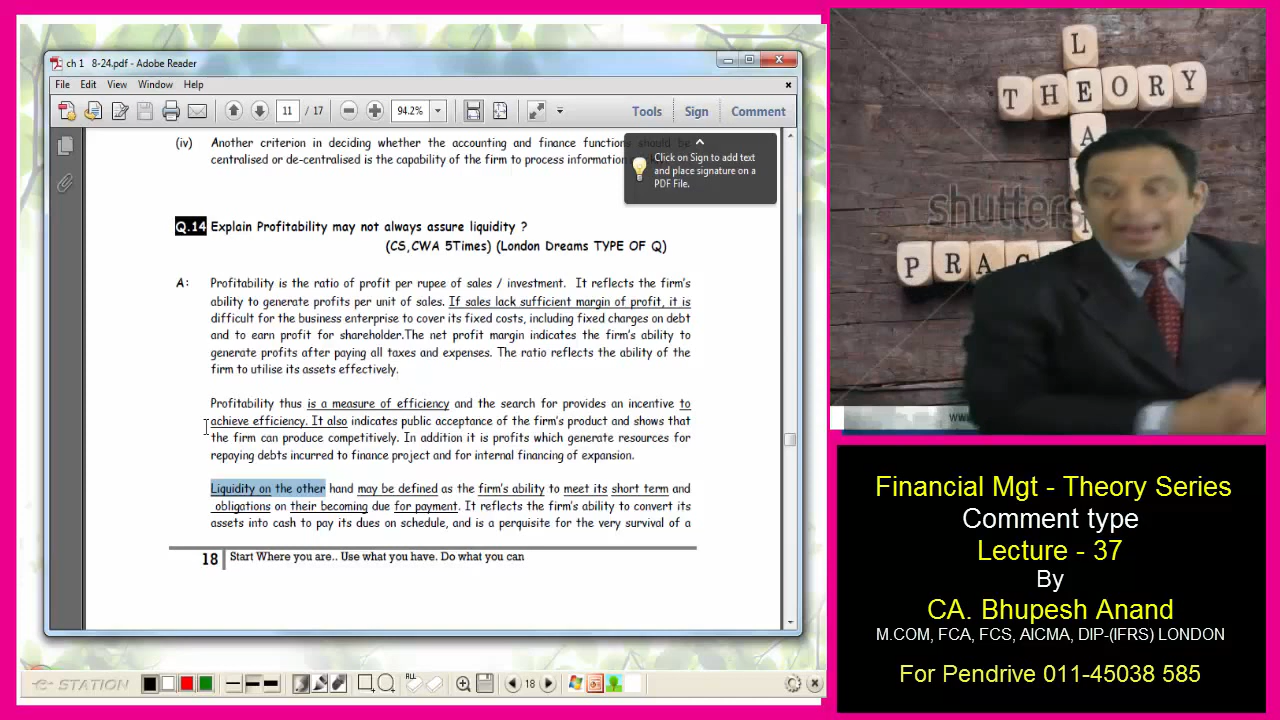 ch 1 8-24.pdf - Adobe Reader
File Edit View Window Help
11 / 17 94.2% Tools Sign Comment
(iv) Another criterion in deciding whether the accounting and finance functions should be
centralised or de-centralised is the capability of the firm to process information
Click on Sign to add text
and place signature on a
PDF File.
Q.14 Explain Profitability may not always assure liquidity ?
(CS,CWA 5Times) (London Dreams TYPE OF Q)
A: Profitability is the ratio of profit per rupee of sales / investment. It reflects the firm's
ability to generate profits per unit of sales. If sales lack sufficient margin of profit, it is
difficult for the business enterprise to cover its fixed costs, including fixed charges on debt
and to earn profit for shareholder.The net profit margin indicates the firm's ability to
generate profits after paying all taxes and expenses. The ratio reflects the ability of the
firm to utilise its assets effectively.
Profitability thus is a measure of efficiency and the search for provides an incentive to
achieve efficiency. It also indicates public acceptance of the firm's product and shows that
the firm can produce competitively. In addition it is profits which generate resources for
repaying debts incurred to finance project and for internal financing of expansion.
Liquidity on the other hand may be defined as the firm's ability to meet its short term and
obligations on their becoming due for payment. It reflects the firm's ability to convert its
assets into cash to pay its dues on schedule, and is a perquisite for the very survival of a
18 Start Where you are.. Use what you have. Do what you can
e-STATION
ALL
18
L
THEORY
A
PRA
Financial Mgt - Theory Series
Comment type
Lecture - 37
By
CA. Bhupesh Anand
M.COM, FCA, FCS, AICMA, DIP-(IFRS) LONDON
For Pendrive 011-45038 585